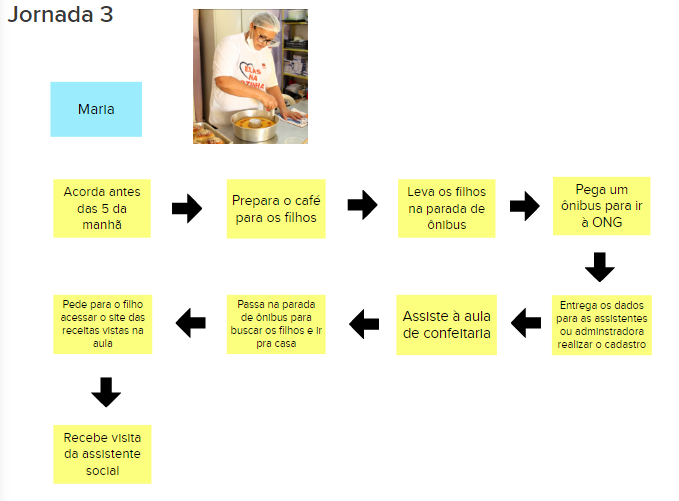 Jornada 3
ELAS
NA
COZINHA
Maria
Acorda antes
das 5 da
manhã
Prepara o café
para os filhos
Leva os filhos
na parada de
ônibus
Pega um
ônibus para ir
à ONG
Entrega os dados
para as assistentes
ou adminstradora
realizar o cadastro
Assiste à aula
de confeitaria
Passa na parada
de ônibus para
buscar os filhos e ir
pra casa
Pede para o filho
acessar o site das
receitas vistas na
aula
Recebe visita
da assistente
social